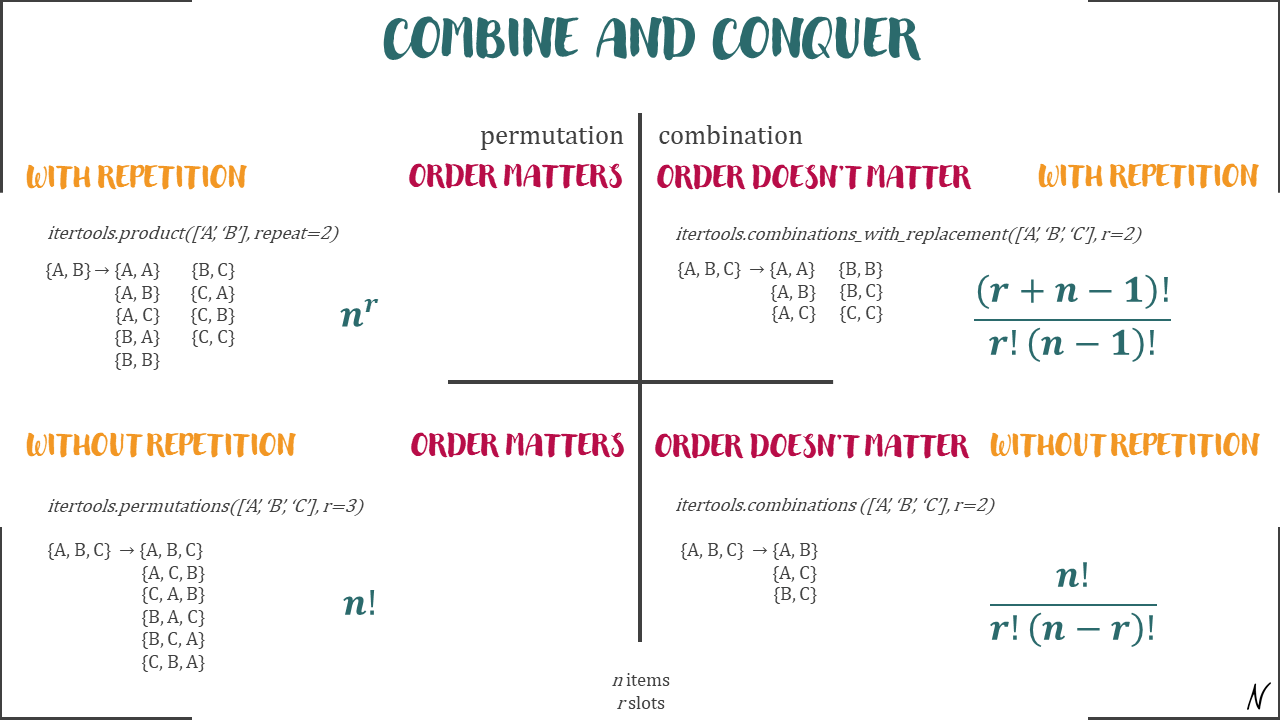 COMBINE AND CONQUER
permutation
WITH REPETITION ORDER MATTERS
itertools.product(['A', 'B'], repeat=2)
{A, B} → {A, A} {B, C}
{A, B} {C, A}
{A, C} {C, B}
{B, A} {C, C}
{B, B}
n^r
combination
ORDER DOESN'T MATTER WITH REPETITION
itertools.combinations_with_replacement(['A', 'B', 'C'], r=2)
{A, B, C} → {A, A} {B, B}
{A, B} {B, C}
{A, C} {C, C}
(r + n − 1)!
r! (n − 1)!
WITHOUT REPETITION ORDER MATTERS
itertools.permutations(['A', 'B', 'C'], r=3)
{A, B, C} → {A, B, C}
{A, C, B}
{C, A, B}
{B, A, C}
{B, C, A}
{C, B, A}
n!
ORDER DOESN'T MATTER WITHOUT REPETITION
itertools.combinations (['A', 'B', 'C'], r=2)
{A, B, C} → {A, B}
{A, C}
{B, C}
n!
r! (n − r)!
n items
r slots
N